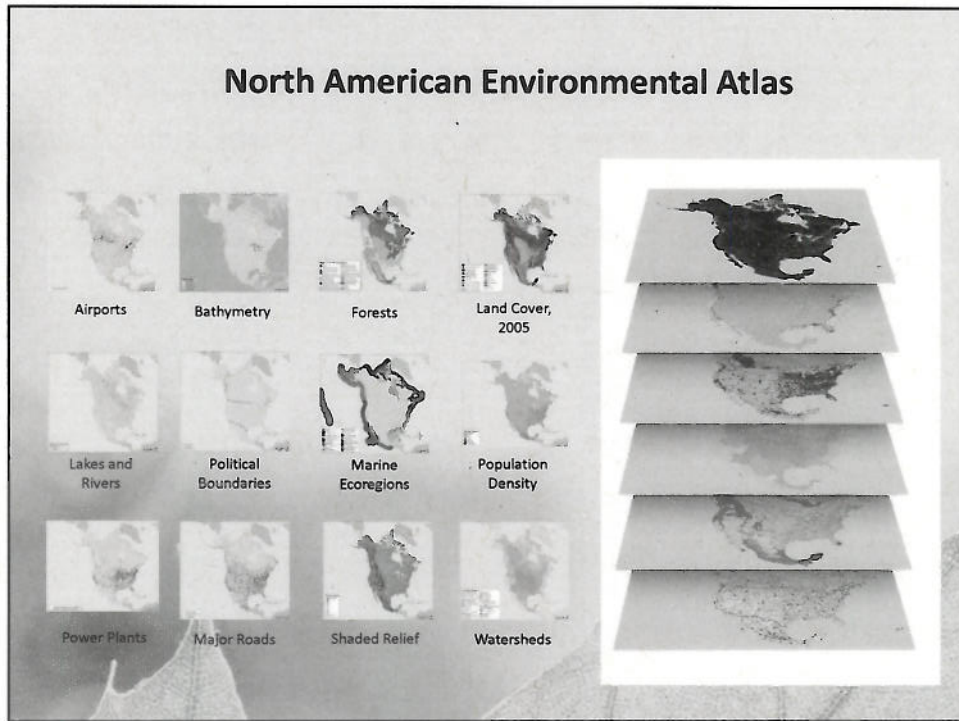 North American Environmental Atlas
Airports
Bathymetry
Forests
Land Cover,
2005
Lakes and
Rivers
Political
Boundaries
Marine
Ecoregions
Population
Density
Power Plants
Major Roads
Shaded Relief
Watersheds